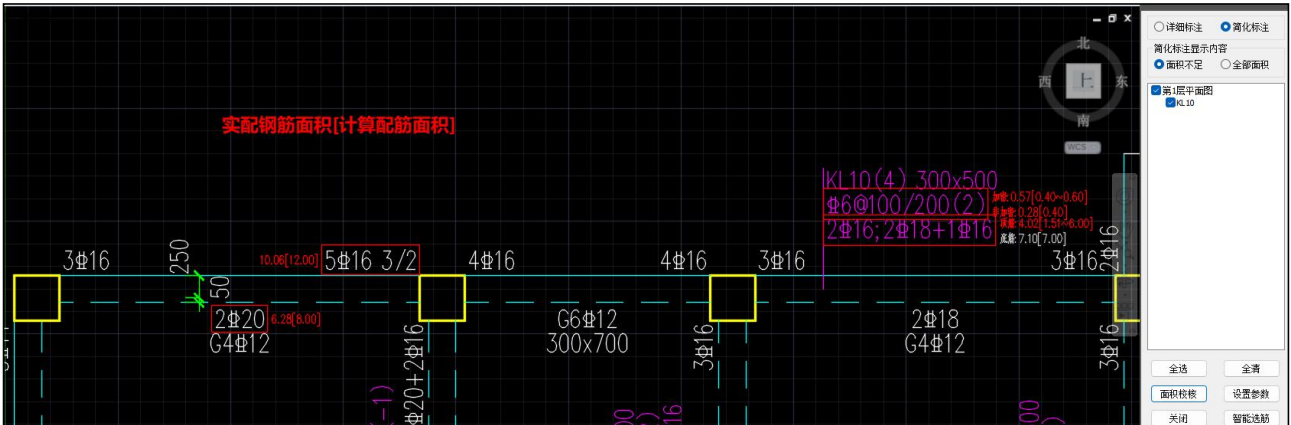 详细标注 简化标注
简化标注显示内容
面积不足 全部面积
第1层平面图
KL10
北
西 上 东
南
WCS
实配钢筋面积[计算配筋面积]
KL10(4) 300x500
Φ6@100/200(2) 加密:0.57[0.40~0.60]
非加密:0.28[0.40]
2Φ16;2Φ18+1Φ16 顶筋:4.02[1.51~6.00]
底筋:7.10[7.00]
3Φ16 250 10.06[12.00] 5Φ16 3/2 4Φ16 4Φ16 3Φ16 3Φ16 2Φ16
50
2Φ20 6.28[8.00] G6Φ12 2Φ18
G4Φ12 300x700 G4Φ12
Φ20+2Φ16 3Φ16 3Φ16
全选 全清
面积校核 设置参数
关闭 智能选筋